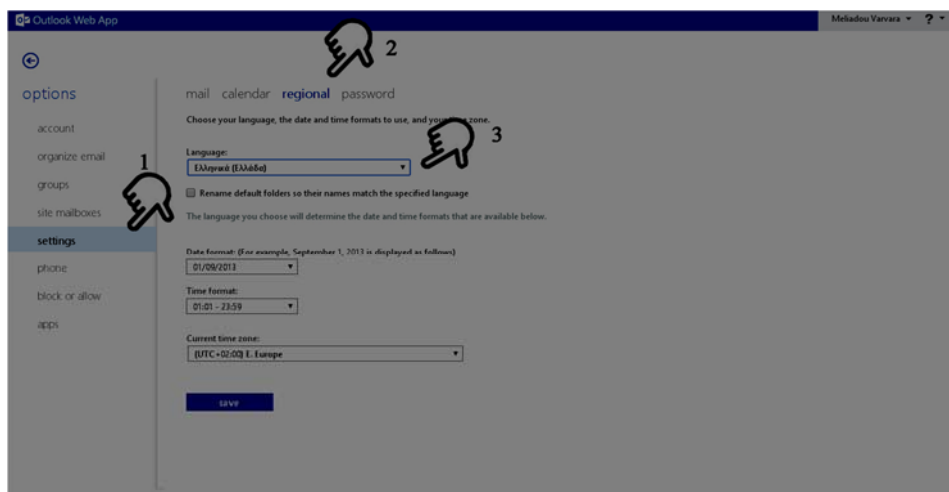 Outlook Web App
Meliadou Varvara
?
2
options
mail calendar regional password
Choose your language, the date and time formats to use, and your zone.
account
3
organize email
Language:
1
Ελληνικά (Ελλάδα)
groups
Rename default folders so their names match the specified language
site mailboxes
The language you choose will determine the date and time formats that are available below.
settings
Date format: (For example, September 1, 2013 is displayed as follows)
01/09/2013
phone
Time format:
block or allow
01:01 - 23:59
apps
Current time zone:
(UTC+02:00) E. Europe
save